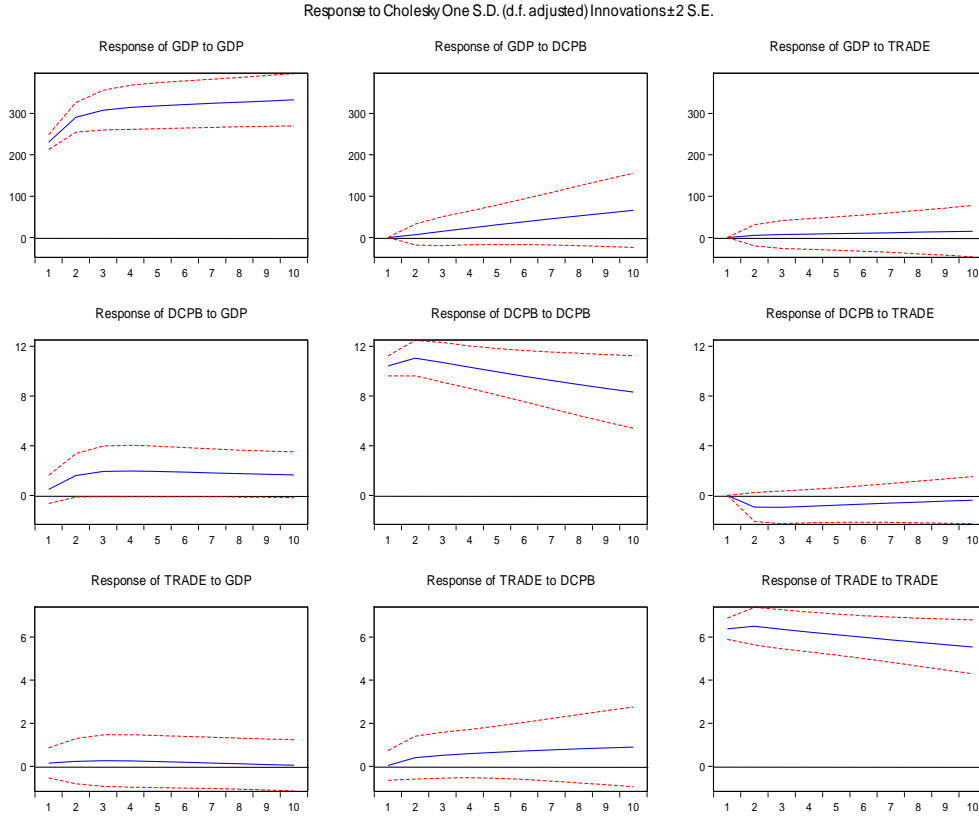 Response to Cholesky One S.D. (d.f. adjusted) Innovations ± 2 S.E.
Response of GDP to GDP
300
200
100
0
1 2 3 4 5 6 7 8 9 10
Response of GDP to DCPB
300
200
100
0
1 2 3 4 5 6 7 8 9 10
Response of GDP to TRADE
300
200
100
0
1 2 3 4 5 6 7 8 9 10
Response of DCPB to GDP
12
8
4
0
1 2 3 4 5 6 7 8 9 10
Response of DCPB to DCPB
12
8
4
0
1 2 3 4 5 6 7 8 9 10
Response of DCPB to TRADE
12
8
4
0
1 2 3 4 5 6 7 8 9 10
Response of TRADE to GDP
6
4
2
0
1 2 3 4 5 6 7 8 9 10
Response of TRADE to DCPB
6
4
2
0
1 2 3 4 5 6 7 8 9 10
Response of TRADE to TRADE
6
4
2
0
1 2 3 4 5 6 7 8 9 10